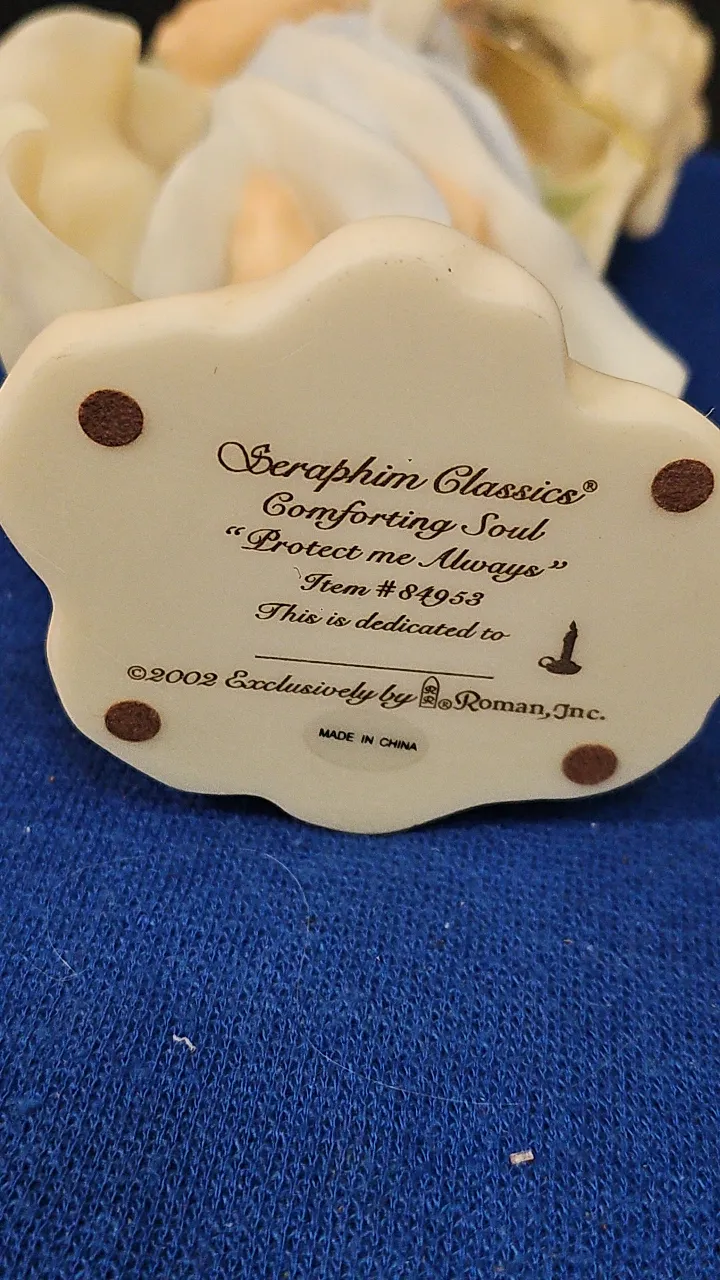 Seraphim Classics®
Comforting Soul
“Protect me Always”
Item #84953
This is dedicated to
©2002 Exclusively by ® Roman, Inc.
MADE IN CHINA